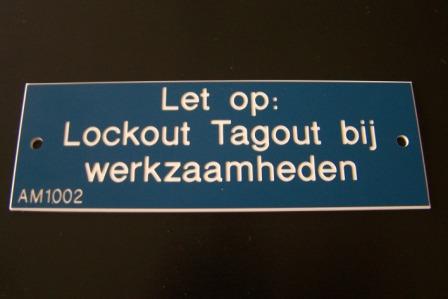 Let op:
Lockout Tagout bij
werkzaamheden
AM1002